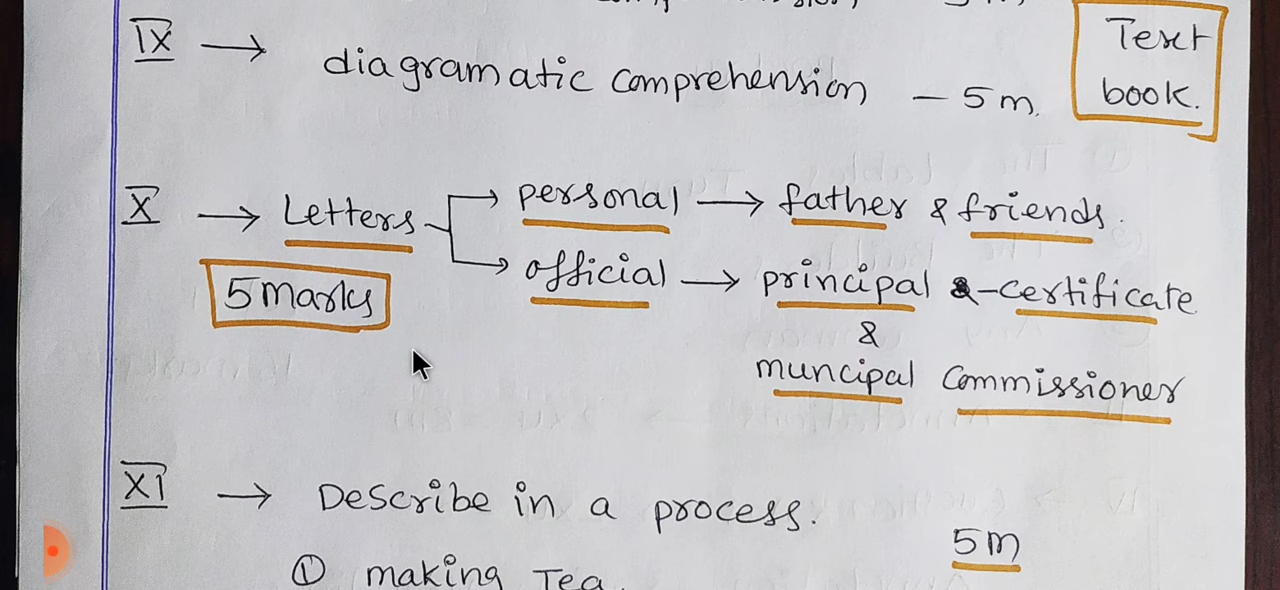 IX → diagramatic comprehension - 5m.
Text book.
X → Letters → personal → father & friends.
→ official → principal & -certificate
5 marks
&
muncipal Commissioner
XI → Describe in a process.
5m
① making Tea.